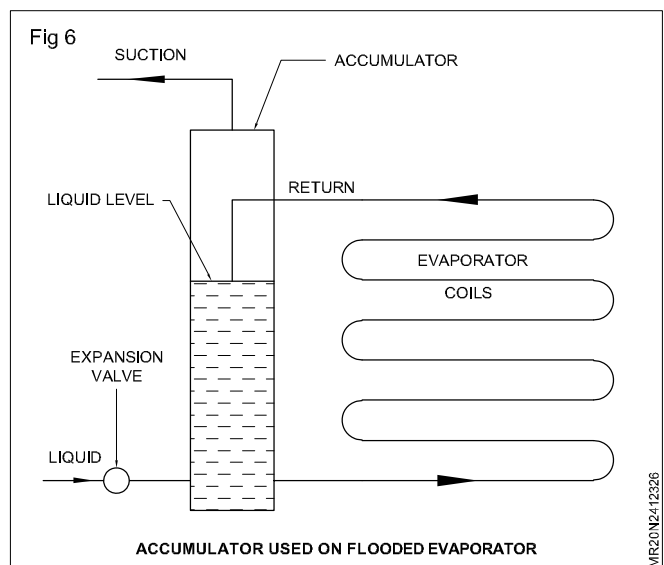 Fig 6
SUCTION
ACCUMULATOR
RETURN
LIQUID LEVEL
EVAPORATOR
COILS
EXPANSION
VALVE
LIQUID
ACCUMULATOR USED ON FLOODED EVAPORATOR
MR20N2412326